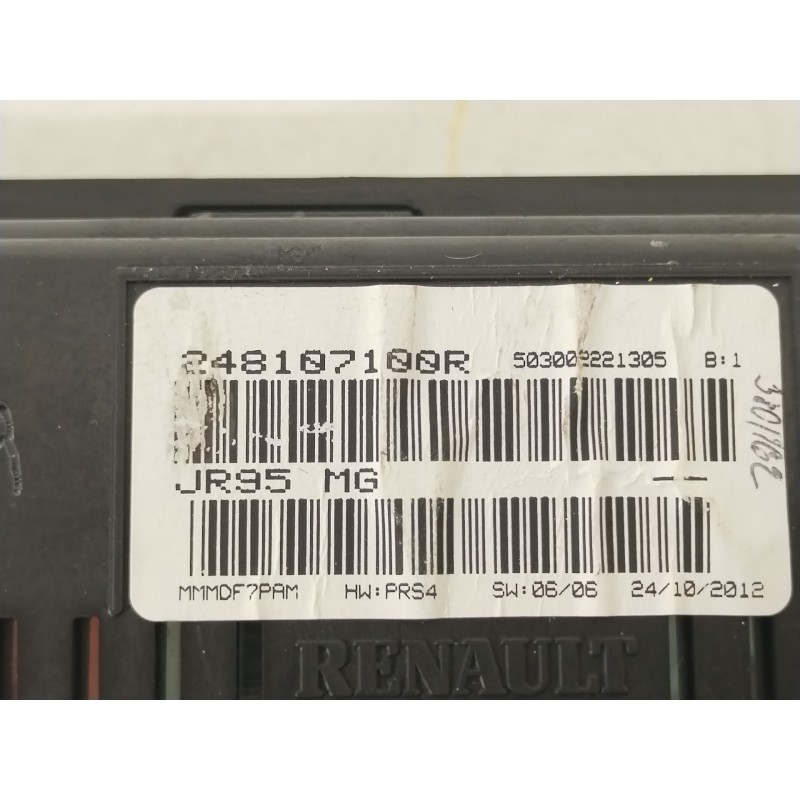 248107100R 503009221305 B:1
JR95 MG --
MMMDF7PAM HW:PRS4 SW:06/06 24/10/2012
RENAULT